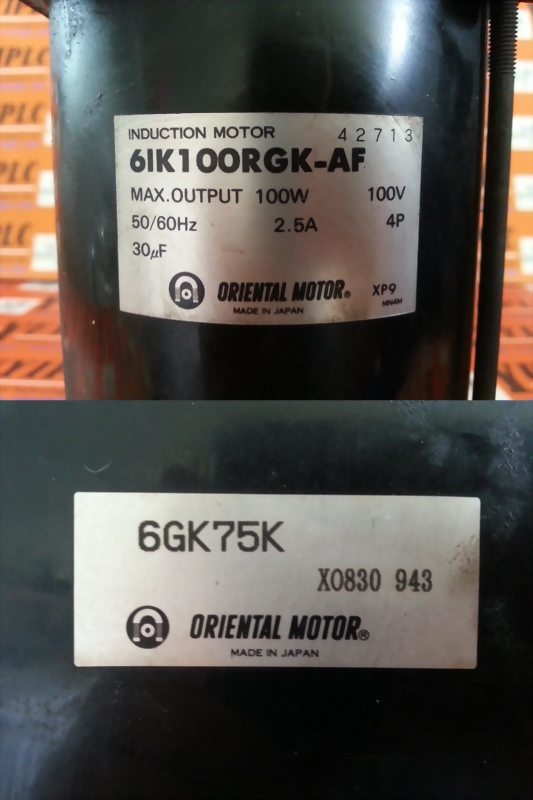 INDUCTION MOTOR 42713
6IK100RGK-AF
MAX.OUTPUT 100W 100V
50/60Hz 2.5A 4P
30μF
ORIENTAL MOTOR® XP9
MADE IN JAPAN MNAM
6GK75K
X0830 943
ORIENTAL MOTOR®
MADE IN JAPAN